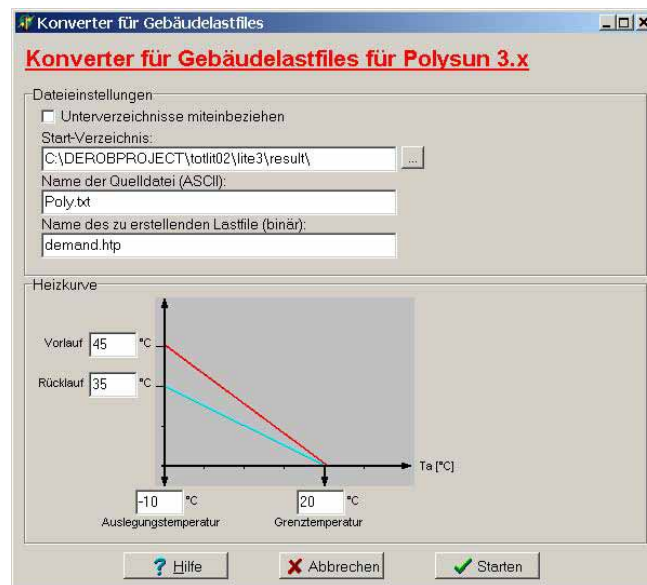 Konverter für Gebäudelastfiles
Konverter für Gebäudelastfiles für Polysun 3.x
Dateieinstellungen
Unterverzeichnisse miteinbeziehen
Start-Verzeichnis:
C:\DEROBPROJECT\totlit02\lite3\result\ ...
Name der Quelldatei (ASCII):
Poly.txt
Name des zu erstellenden Lastfile (binär):
demand.htp
Heizkurve
Vorlauf 45 °C
Rücklauf 35 °C
Ta [°C]
-10 °C 20 °C
Auslegungstemperatur Grenztemperatur
? Hilfe Abbrechen Starten